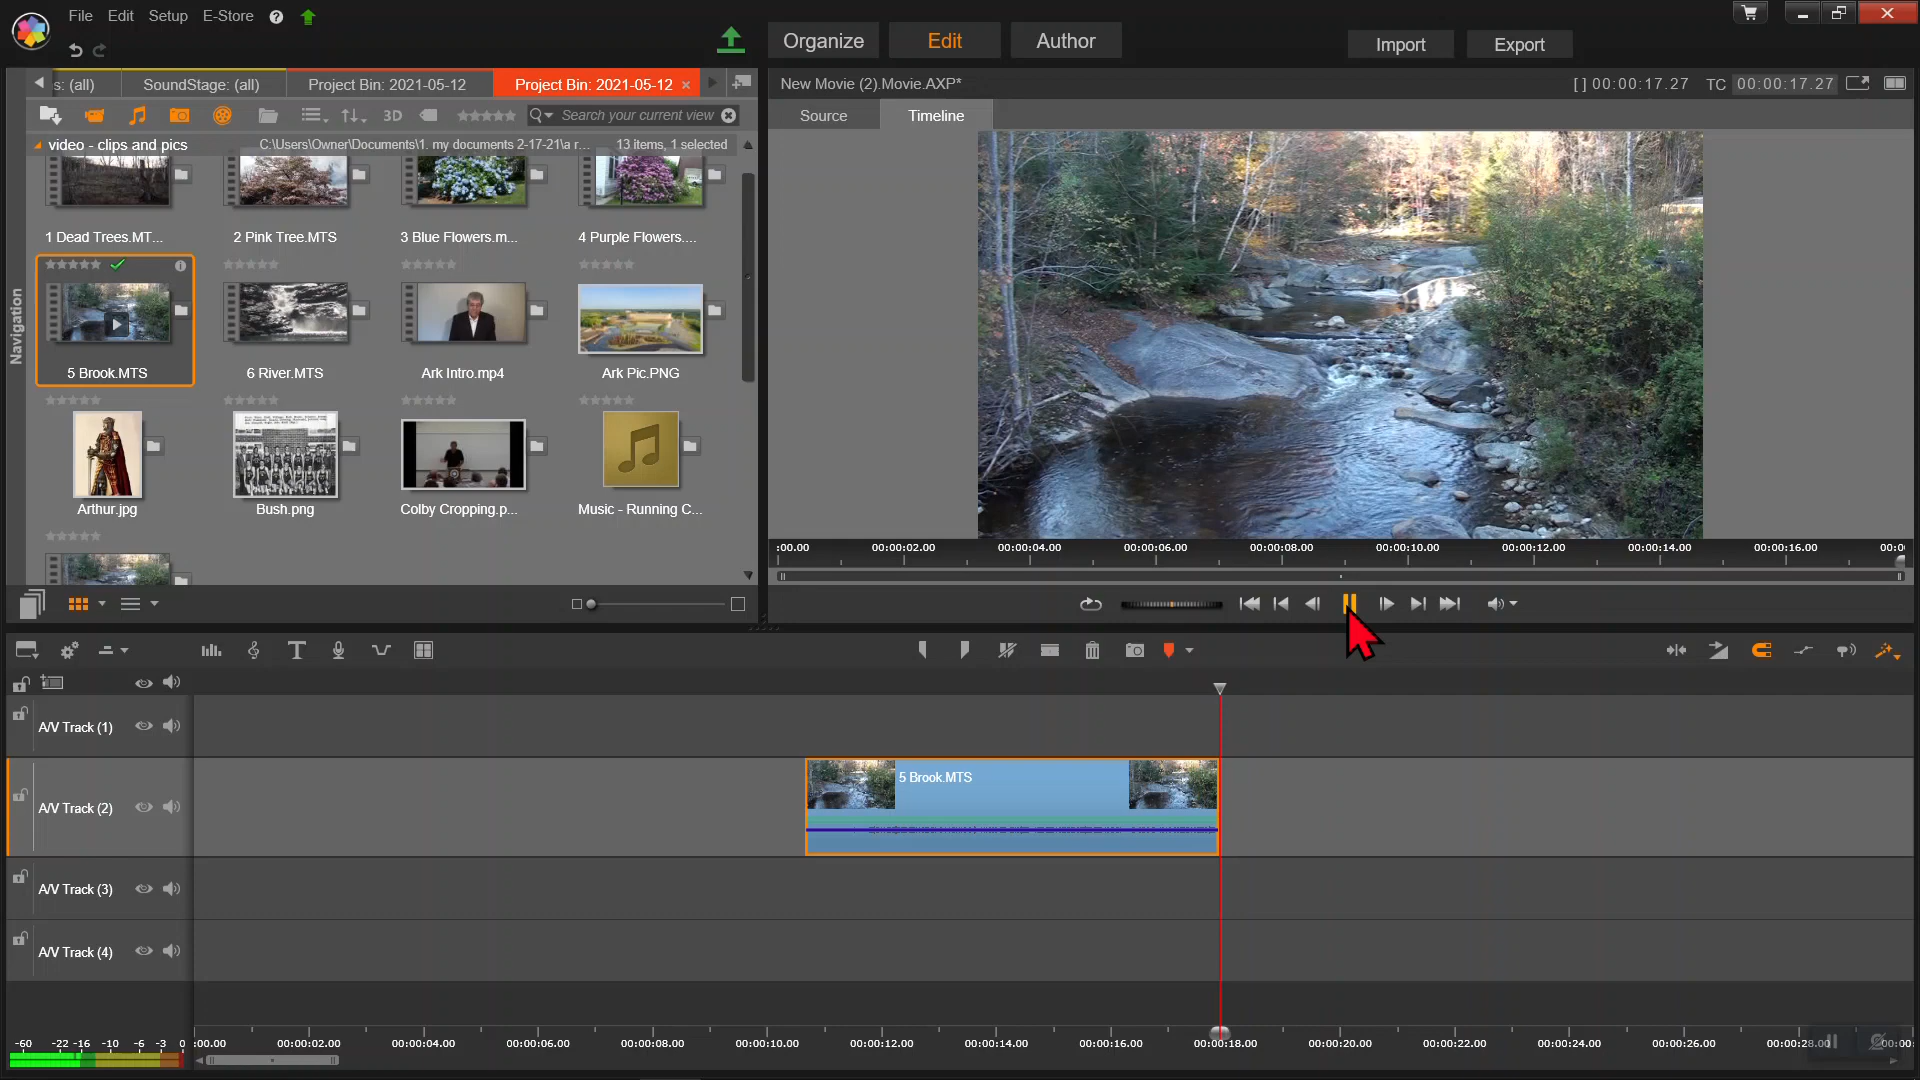 File Edit Setup E-Store
Organize Edit Author Import Export
s: (all) SoundStage: (all) Project Bin: 2021-05-12 Project Bin: 2021-05-12 ×
New Movie (2).Movie.AXP* [ ] 00:00:17.27 TC 00:00:17.27
3D Search your current view
Source Timeline
video - clips and pics C:\Users\Owner\Documents\1. my documents 2-17-21\a r... 13 items, 1 selected
1 Dead Trees.MT... 2 Pink Tree.MTS 3 Blue Flowers.m... 4 Purple Flowers....
Navigation
5 Brook.MTS 6 River.MTS Ark Intro.mp4 Ark Pic.PNG
Arthur.jpg Bush.png Colby Cropping.p... Music - Running C...
:00.00 00:00:02.00 00:00:04.00 00:00:06.00 00:00:08.00 00:00:10.00 00:00:12.00 00:00:14.00 00:00:16.00 00:0
A/V Track (1)
5 Brook.MTS
A/V Track (2)
A/V Track (3)
A/V Track (4)
-60 -22 -16 -10 -6 -3 0 :00.00 00:00:02.00 00:00:04.00 00:00:06.00 00:00:08.00 00:00:10.00 00:00:12.00 00:00:14.00 00:00:16.00 00:00:18.00 00:00:20.00 00:00:22.00 00:00:24.00 00:00:26.00 00:00:28.00